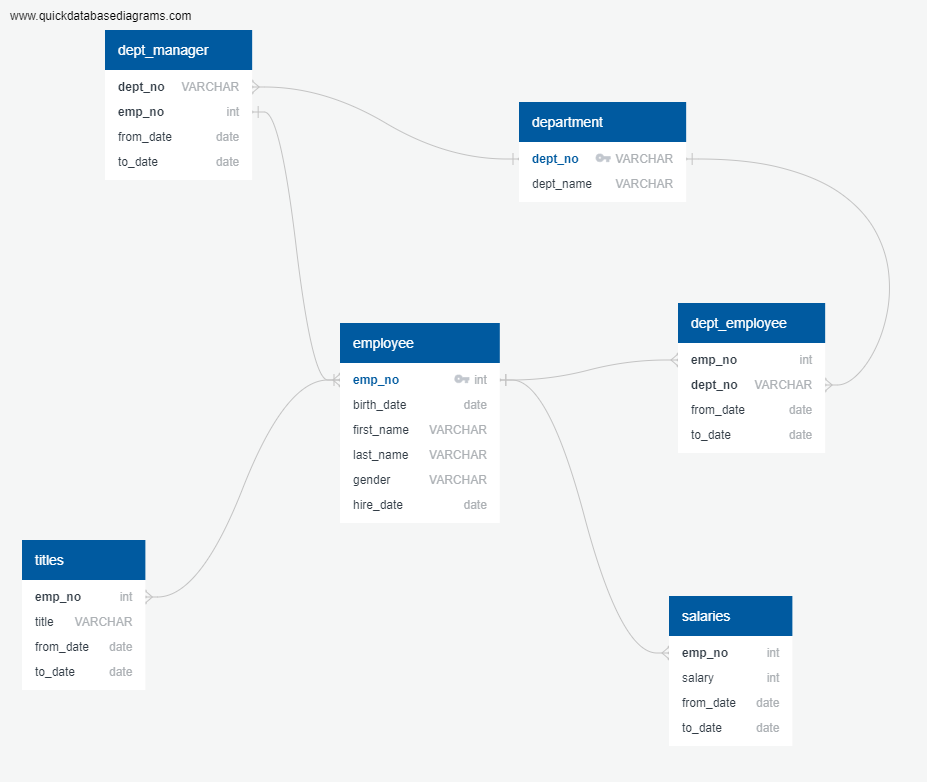 www.quickdatabasediagrams.com
dept_manager
dept_no VARCHAR
emp_no int
from_date date
to_date date
department
dept_no VARCHAR
dept_name VARCHAR
employee
emp_no int
birth_date date
first_name VARCHAR
last_name VARCHAR
gender VARCHAR
hire_date date
dept_employee
emp_no int
dept_no VARCHAR
from_date date
to_date date
titles
emp_no int
title VARCHAR
from_date date
to_date date
salaries
emp_no int
salary int
from_date date
to_date date